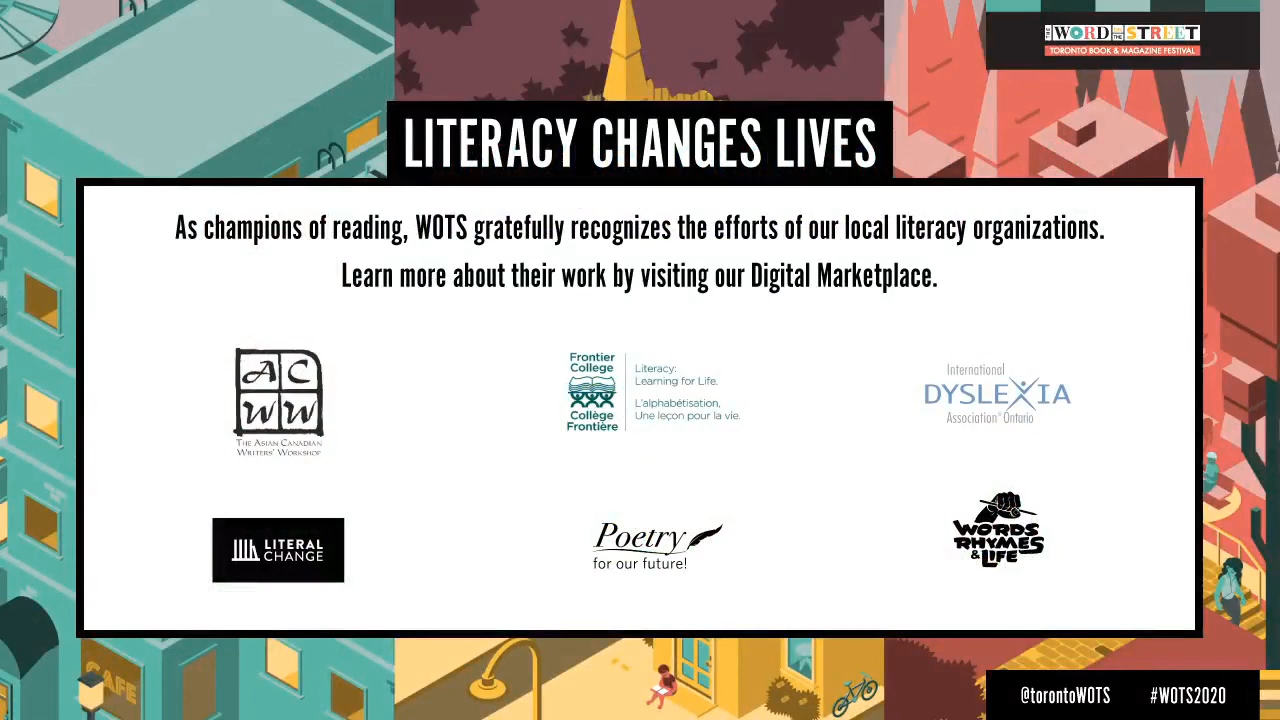 THE WORD ON THE STREET
TORONTO BOOK & MAGAZINE FESTIVAL
LITERACY CHANGES LIVES
As champions of reading, WOTS gratefully recognizes the efforts of our local literacy organizations.
Learn more about their work by visiting our Digital Marketplace.
A C
W W
The Asian Canadian
Writers' Workshop
Frontier
College
Collège
Frontière
Literacy:
Learning for Life.
L'alphabétisation,
Une leçon pour la vie.
International
DYSLEXIA
Association® Ontario
LITERAL
CHANGE
Poetry
for our future!
WORDS
RHYMES
& LIFE
CAFE
@torontoWOTS
#WOTS2020